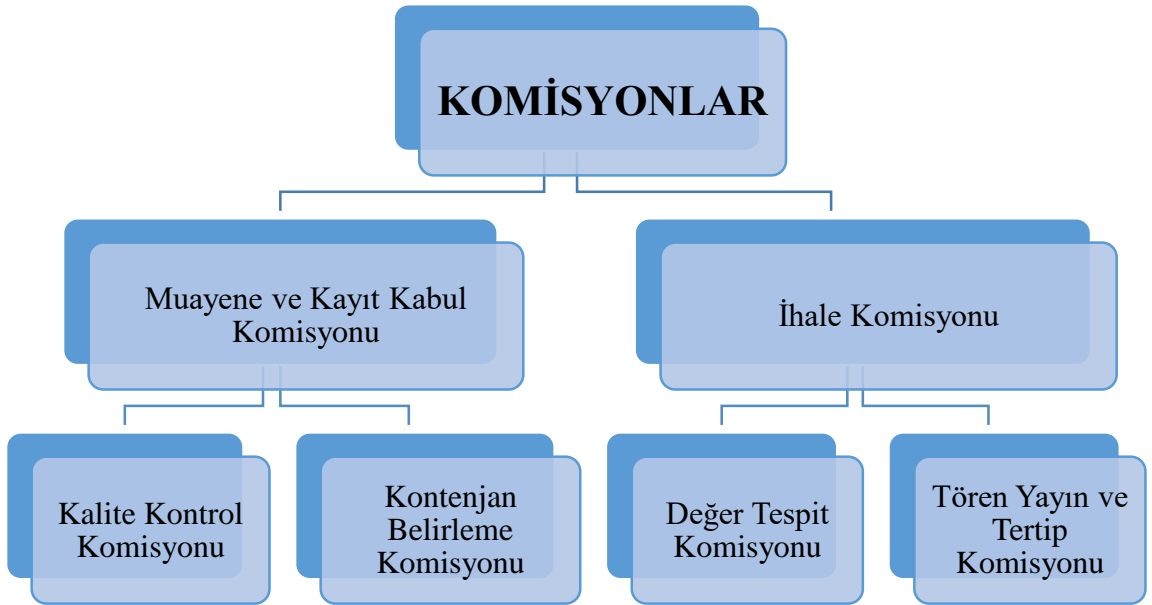 KOMİSYONLAR
Muayene ve Kayıt Kabul
Komisyonu
İhale Komisyonu
Kalite Kontrol
Komisyonu
Kontenjan
Belirleme
Komisyonu
Değer Tespit
Komisyonu
Tören Yayın ve
Tertip
Komisyonu